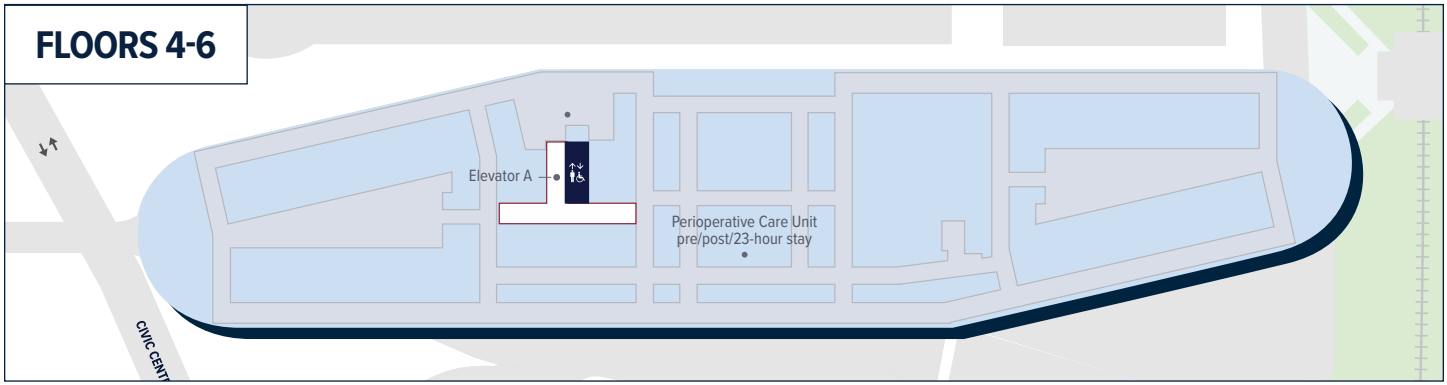 FLOORS 4-6
Elevator A
Perioperative Care Unit
pre/post/23-hour stay
CIVIC CENT